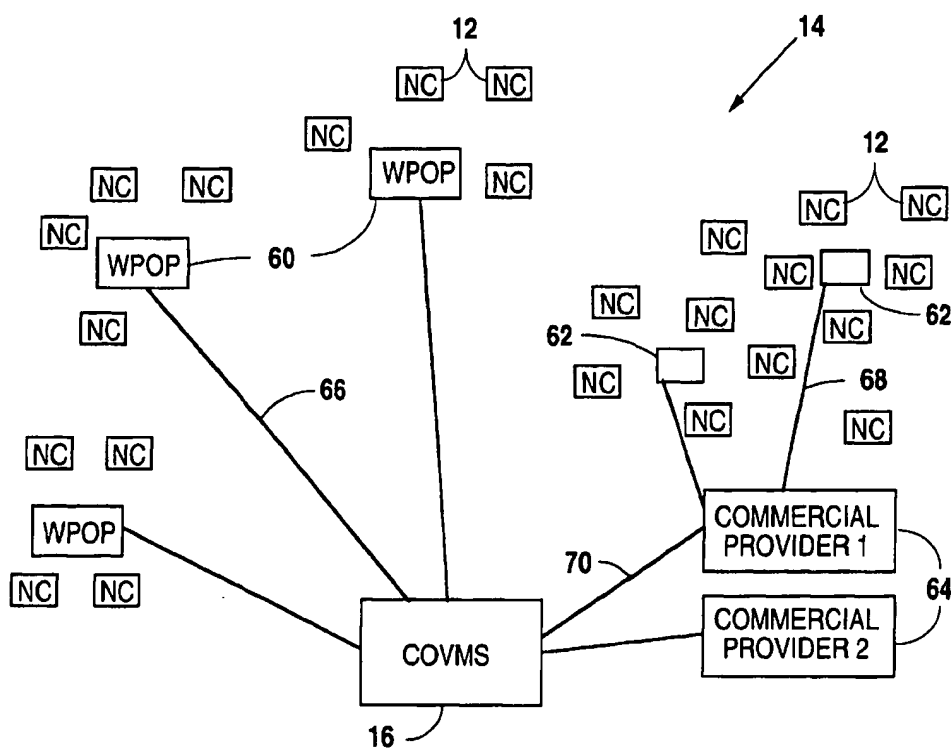 12
14
NC NC
NC
WPOP NC
12
NC NC
NC NC
NC
NC
60
WPOP
NC NC
62
NC
NC NC
62
NC
NC
NC
68
66
NC
NC
NC
NC NC
WPOP
COMMERCIAL
PROVIDER 1
70
64
NC NC
COVMS
COMMERCIAL
PROVIDER 2
16